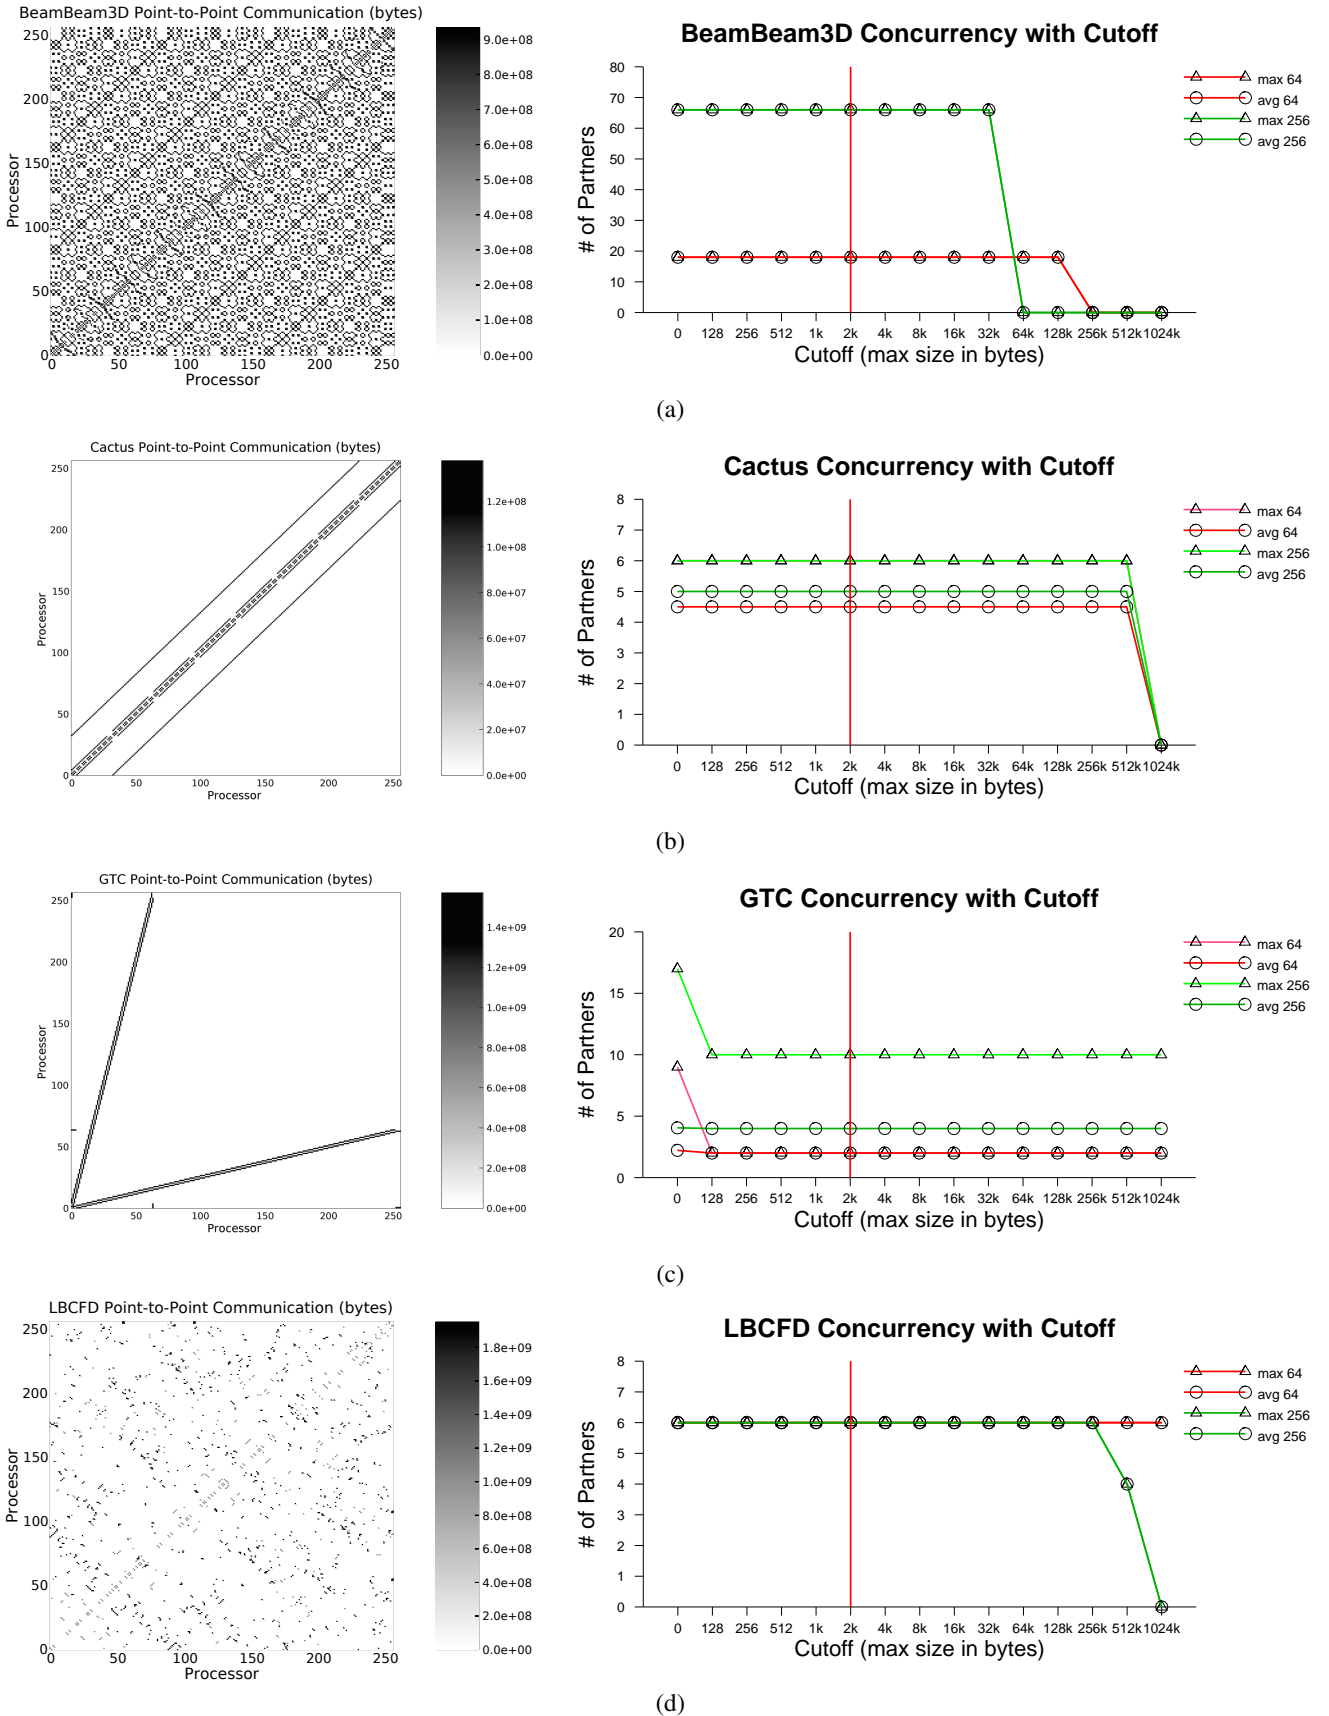 BeamBeam3D Point-to-Point Communication (bytes)
250
200
150
100
50
0
Processor
0 50 100 150 200 250
Processor
9.0e+08
8.0e+08
7.0e+08
6.0e+08
5.0e+08
4.0e+08
3.0e+08
2.0e+08
1.0e+08
0.0e+00
BeamBeam3D Concurrency with Cutoff
80
70
60
50
40
30
20
10
0
# of Partners
0 128 256 512 1k 2k 4k 8k 16k 32k 64k 128k 256k 512k 1024k
Cutoff (max size in bytes)
max 64
avg 64
max 256
avg 256
(a)
Cactus Point-to-Point Communication (bytes)
250
200
150
100
50
0
Processor
0 50 100 150 200 250
Processor
1.2e+08
1.0e+08
8.0e+07
6.0e+07
4.0e+07
2.0e+07
0.0e+00
Cactus Concurrency with Cutoff
8
7
6
5
4
3
2
1
0
# of Partners
0 128 256 512 1k 2k 4k 8k 16k 32k 64k 128k 256k 512k 1024k
Cutoff (max size in bytes)
max 64
avg 64
max 256
avg 256
(b)
GTC Point-to-Point Communication (bytes)
250
200
150
100
50
0
Processor
0 50 100 150 200 250
Processor
1.4e+09
1.2e+09
1.0e+09
8.0e+08
6.0e+08
4.0e+08
2.0e+08
0.0e+00
GTC Concurrency with Cutoff
20
15
10
5
0
# of Partners
0 128 256 512 1k 2k 4k 8k 16k 32k 64k 128k 256k 512k 1024k
Cutoff (max size in bytes)
max 64
avg 64
max 256
avg 256
(c)
LBCFD Point-to-Point Communication (bytes)
250
200
150
100
50
0
Processor
0 50 100 150 200 250
Processor
1.8e+09
1.6e+09
1.4e+09
1.2e+09
1.0e+09
8.0e+08
6.0e+08
4.0e+08
2.0e+08
0.0e+00
LBCFD Concurrency with Cutoff
8
7
6
5
4
3
2
1
0
# of Partners
0 128 256 512 1k 2k 4k 8k 16k 32k 64k 128k 256k 512k 1024k
Cutoff (max size in bytes)
max 64
avg 64
max 256
avg 256
(d)